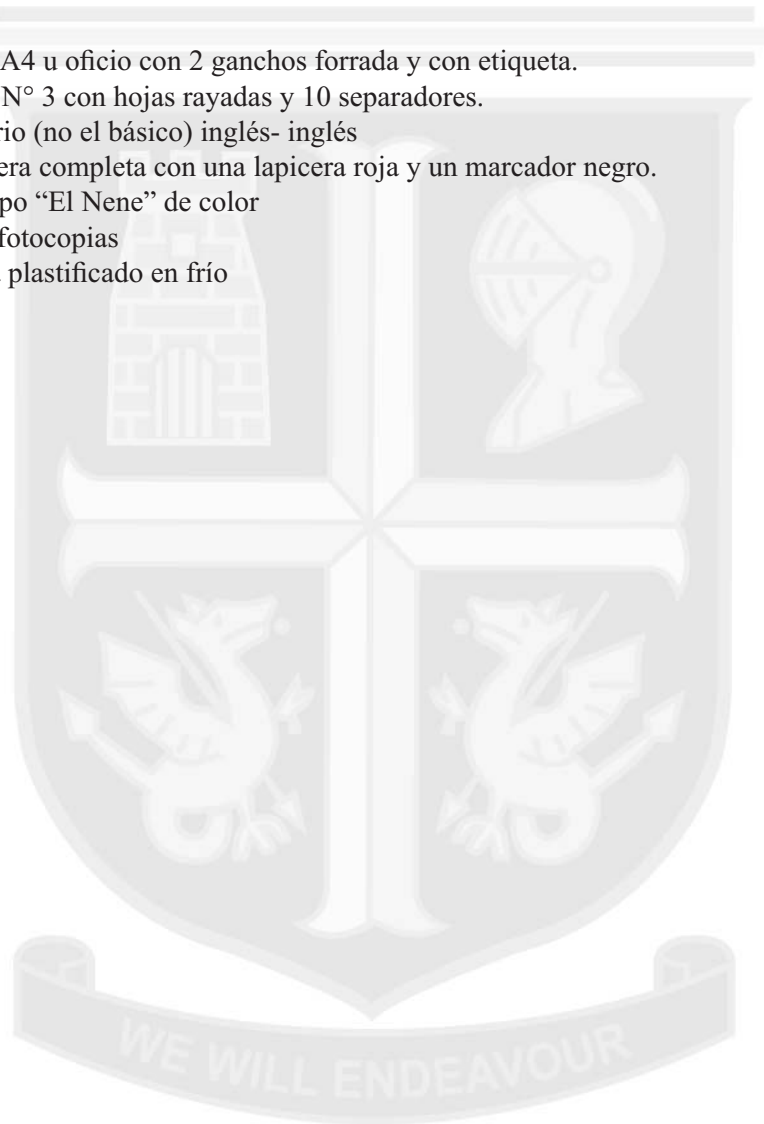 A4 u oficio con 2 ganchos forrada y con etiqueta.
N° 3 con hojas rayadas y 10 separadores.
rio (no el básico) inglés- inglés
era completa con una lapicera roja y un marcador negro.
po “El Nene” de color
fotocopias
plastificado en frío
WE WILL ENDEAVOUR